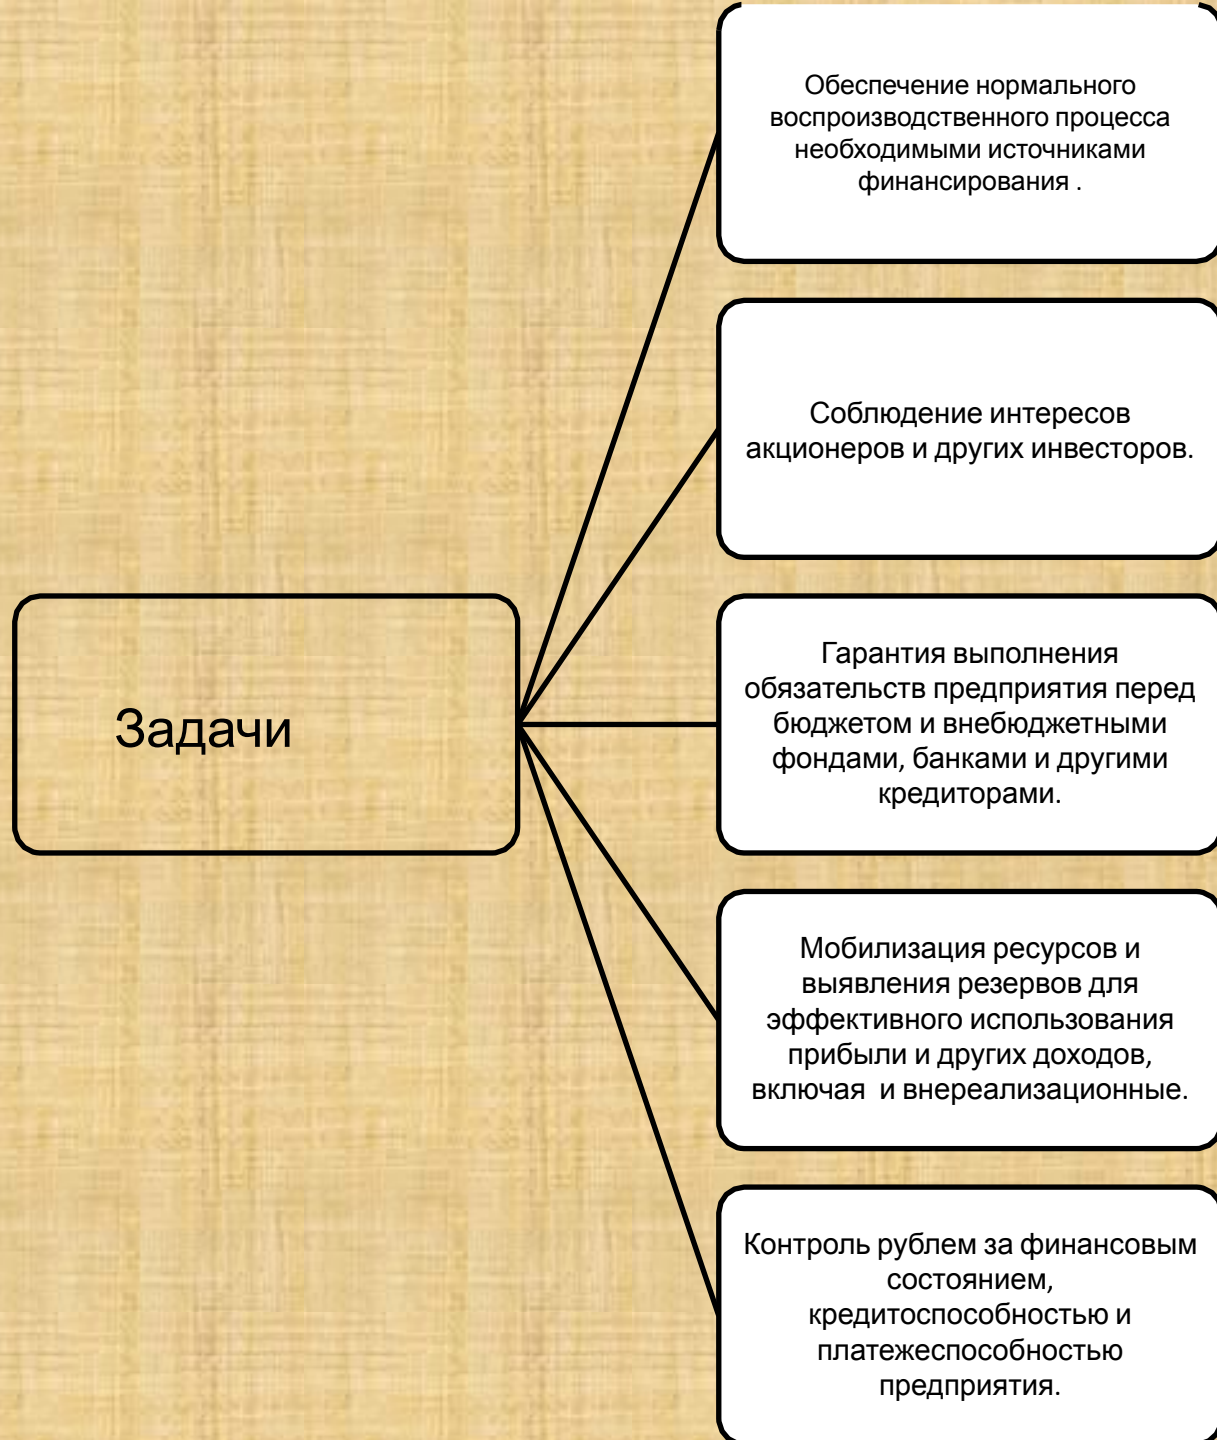 Задачи
Обеспечение нормального
воспроизводственного процесса
необходимыми источниками
финансирования .
Соблюдение интересов
акционеров и других инвесторов.
Гарантия выполнения
обязательств предприятия перед
бюджетом и внебюджетными
фондами, банками и другими
кредиторами.
Мобилизация ресурсов и
выявления резервов для
эффективного использования
прибыли и других доходов,
включая  и внереализационные.
Контроль рублем за финансовым
состоянием,
кредитоспособностью и
платежеспособностью
предприятия.